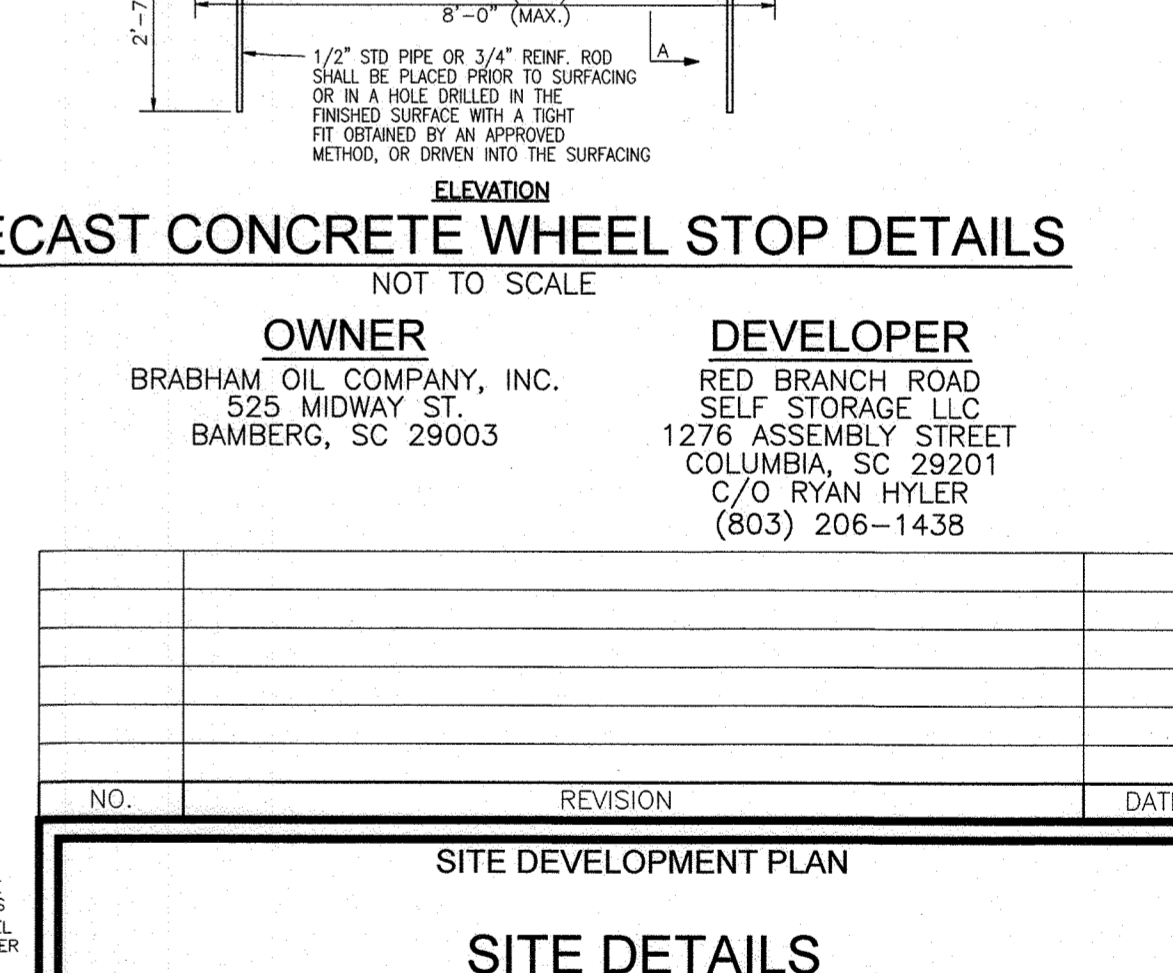 8'-0" (MAX.)
2'-7
A
1/2" STD PIPE OR 3/4" REINF. ROD
SHALL BE PLACED PRIOR TO SURFACING
OR IN A HOLE DRILLED IN THE
FINISHED SURFACE WITH A TIGHT
FIT OBTAINED BY AN APPROVED
METHOD, OR DRIVEN INTO THE SURFACING
ELEVATION
ECAST CONCRETE WHEEL STOP DETAILS
NOT TO SCALE
OWNER
BRABHAM OIL COMPANY, INC.
525 MIDWAY ST.
BAMBERG, SC 29003
DEVELOPER
RED BRANCH ROAD
SELF STORAGE LLC
1276 ASSEMBLY STREET
COLUMBIA, SC 29201
C/O RYAN HYLER
(803) 206-1438
NO. REVISION DAT
SITE DEVELOPMENT PLAN
SITE DETAILS
S
EL
ER